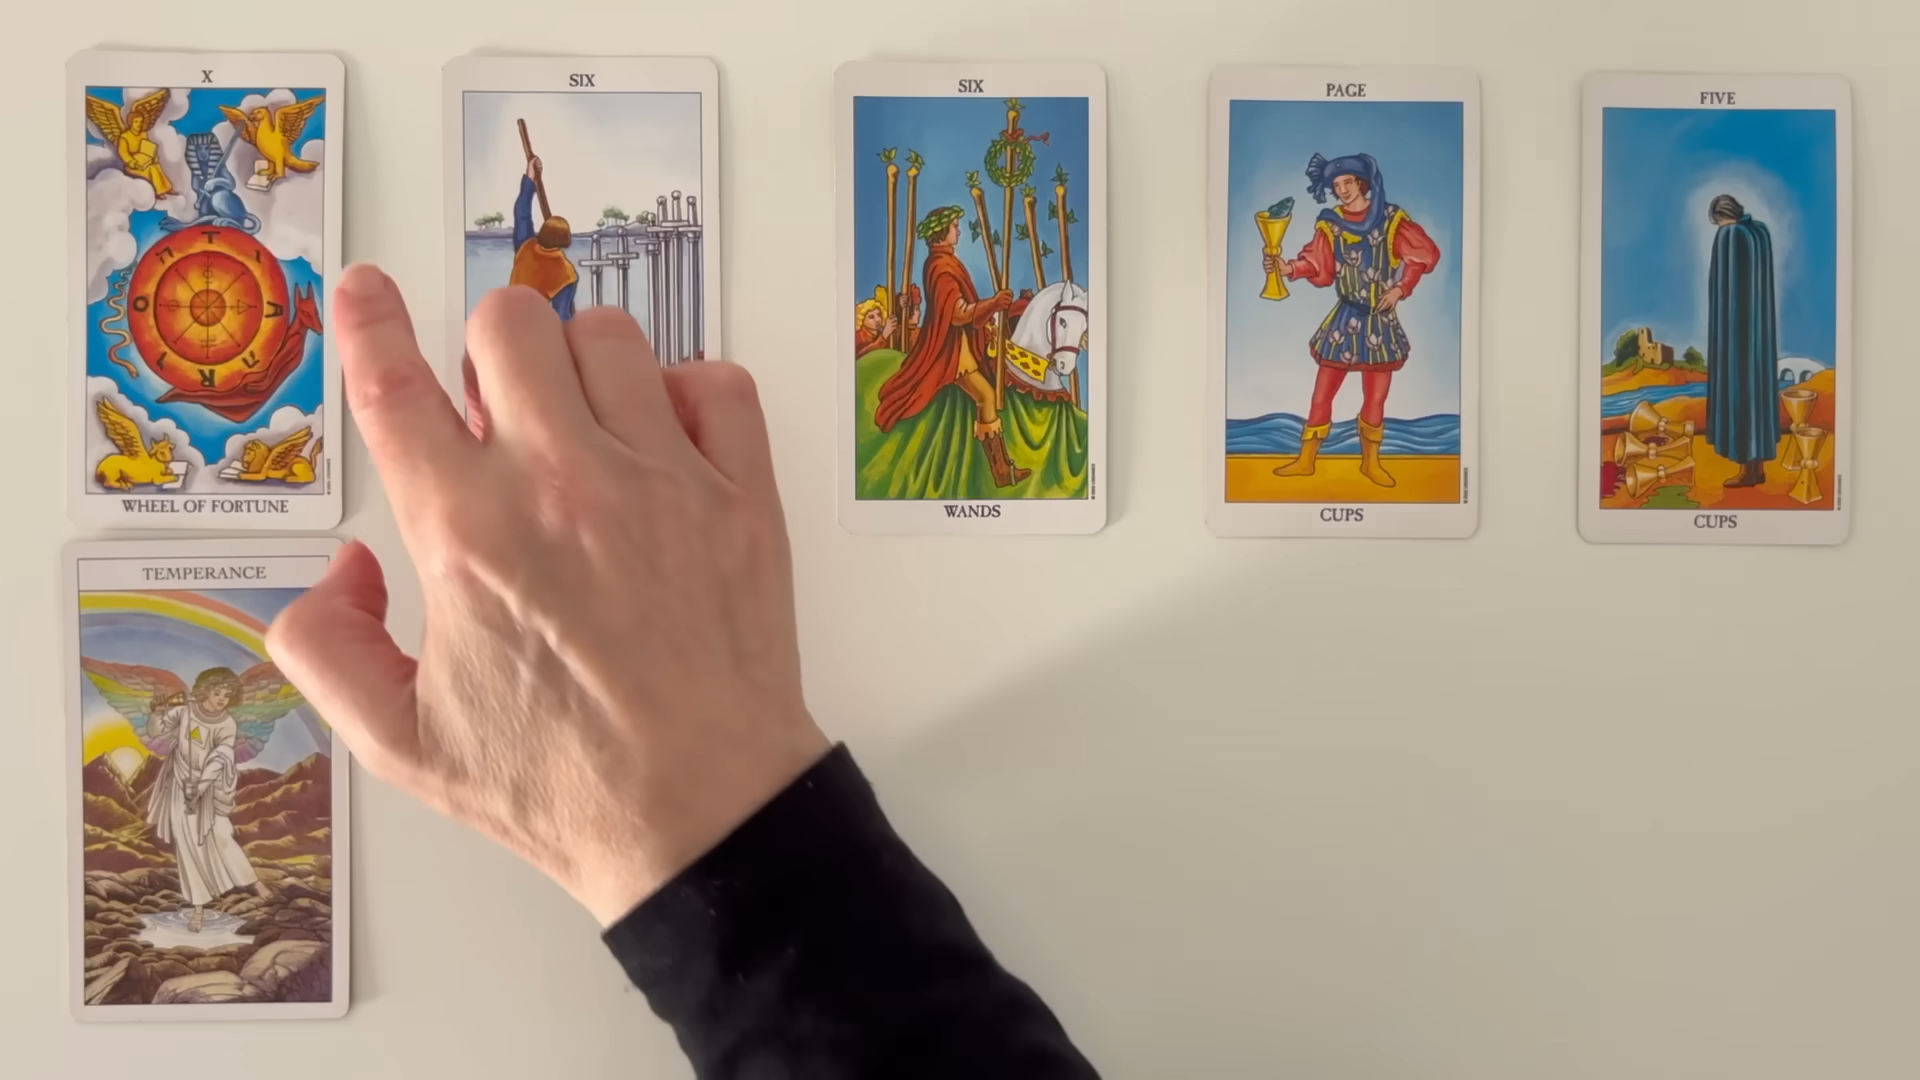 X
WHEEL OF FORTUNE
SIX
SIX
WANDS
PAGE
CUPS
FIVE
CUPS
TEMPERANCE